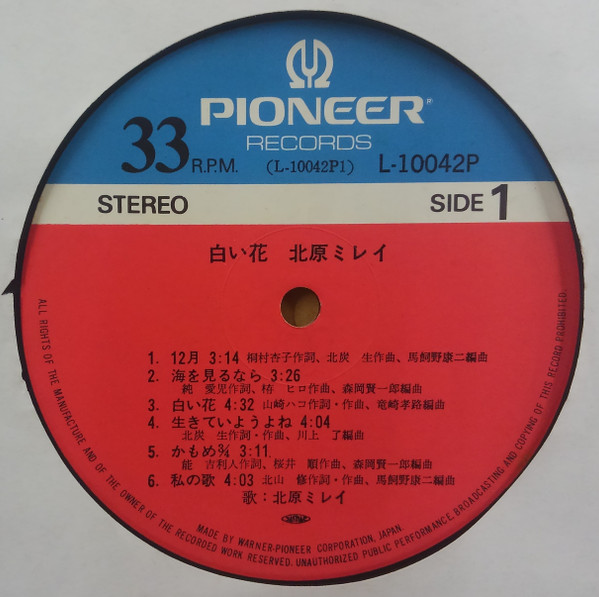 PIONEER®
RECORDS
33 R.P.M. (L-10042P1) L-10042P
STEREO SIDE 1
白い花 北原ミレイ
1. 12月 3:14 桐村杏子作詞、北炭 生作曲、馬飼野康二編曲
2. 海を見るなら 3:26
純 愛児作詞、梼 ヒロ作曲、森岡賢一郎編曲
3. 白い花 4:32 山崎ハコ作詞・作曲、竜崎孝路編曲
4. 生きていようよね 4:04
北炭 生作詞・作曲、川上 了編曲
5. かもめ 3:11
能 吉利人作詞、桜井 順作曲、森岡賢一郎編曲
6. 私の歌 4:03 北山 修作詞・作曲、馬飼野康二編曲
歌：北原ミレイ
ALL RIGHTS OF THE MANUFACTURE AND OF THE OWNER OF THE RECORDED WORK RESERVED. UNAUTHORIZED PUBLIC PERFORMANCE, BROADCASTING AND COPYING OF THIS RECORD PROHIBITED.
MADE BY WARNER-PIONEER CORPORATION, JAPAN.